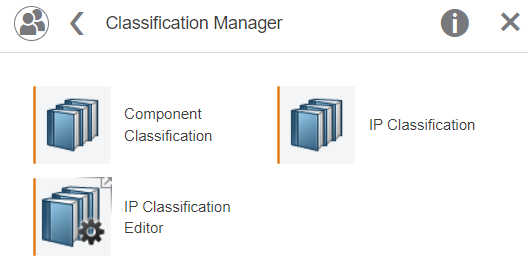 Classification Manager
Component
Classification
IP Classification
IP Classification
Editor